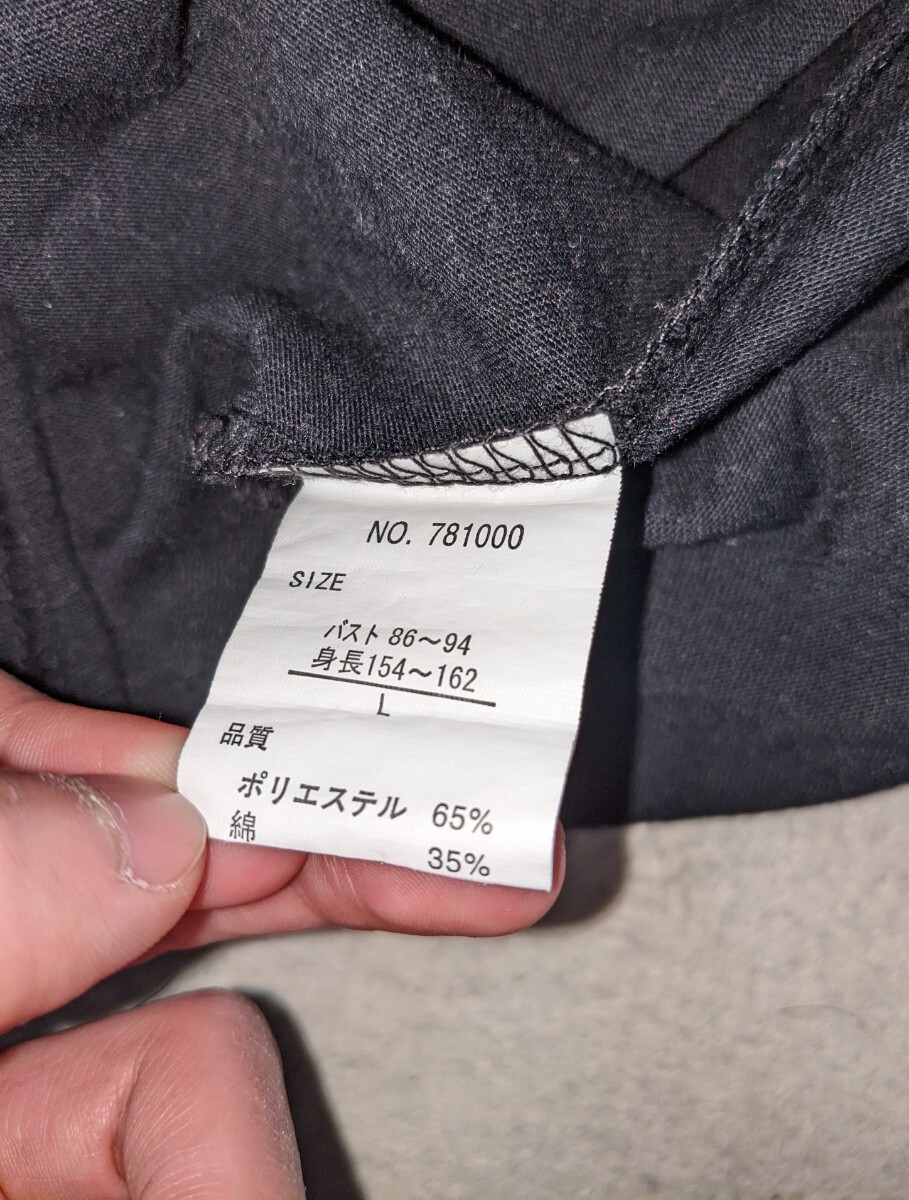 NO. 781000
SIZE
バスト 86～94
身長154～162
L
品質
ポリエステル 65%
綿 35%